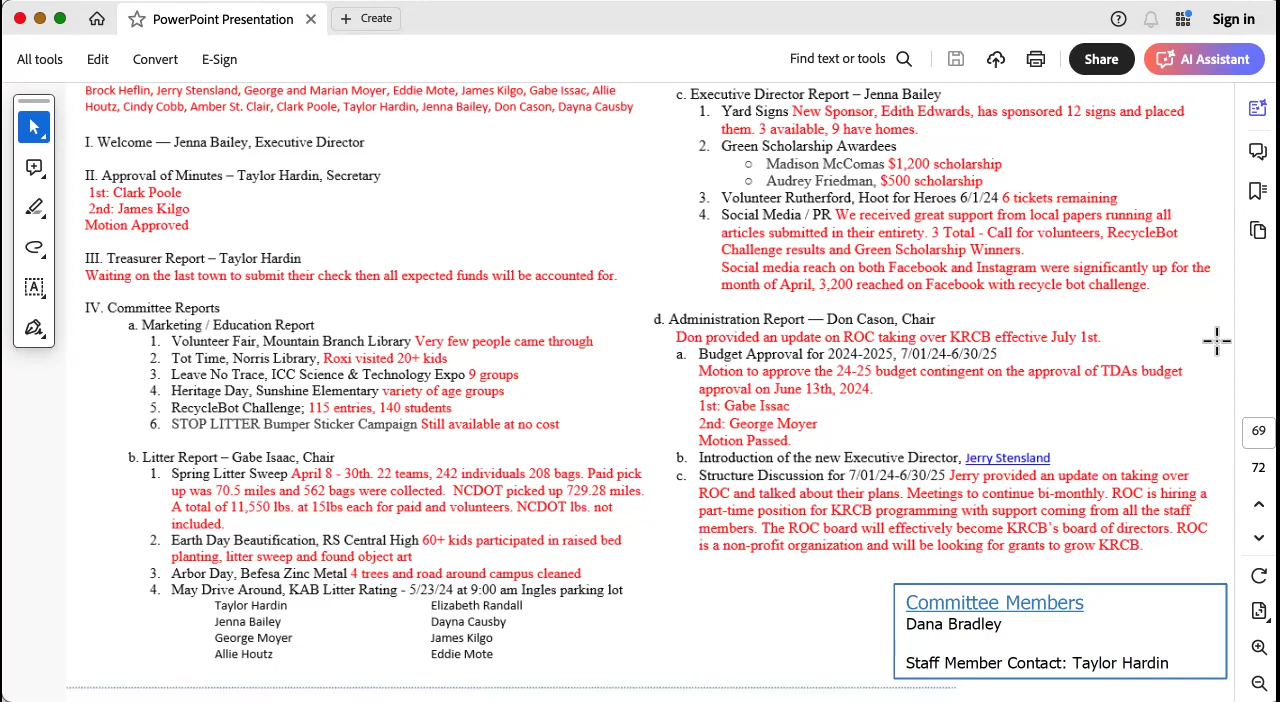 PowerPoint Presentation
Create
Sign in
All tools
Edit
Convert
E-Sign
Find text or tools
Share
AI Assistant
Brock Heflin, Jerry Stensland, George and Marian Moyer, Eddie Mote, James Kilgo, Gabe Issac, Allie
Houtz, Cindy Cobb, Amber St. Clair, Clark Poole, Taylor Hardin, Jenna Bailey, Don Cason, Dayna Causby
I. Welcome — Jenna Bailey, Executive Director
II. Approval of Minutes – Taylor Hardin, Secretary
1st: Clark Poole
2nd: James Kilgo
Motion Approved
III. Treasurer Report – Taylor Hardin
Waiting on the last town to submit their check then all expected funds will be accounted for.
IV. Committee Reports
a. Marketing / Education Report
1. Volunteer Fair, Mountain Branch Library Very few people came through
2. Tot Time, Norris Library, Roxi visited 20+ kids
3. Leave No Trace, ICC Science & Technology Expo 9 groups
4. Heritage Day, Sunshine Elementary variety of age groups
5. RecycleBot Challenge; 115 entries, 140 students
6. STOP LITTER Bumper Sticker Campaign Still available at no cost
b. Litter Report – Gabe Isaac, Chair
1. Spring Litter Sweep April 8 - 30th. 22 teams, 242 individuals 208 bags. Paid pick
up was 70.5 miles and 562 bags were collected. NCDOT picked up 729.28 miles.
A total of 11,550 lbs. at 15lbs each for paid and volunteers. NCDOT lbs. not
included.
2. Earth Day Beautification, RS Central High 60+ kids participated in raised bed
planting, litter sweep and found object art
3. Arbor Day, Befesa Zinc Metal 4 trees and road around campus cleaned
4. May Drive Around, KAB Litter Rating - 5/23/24 at 9:00 am Ingles parking lot
Taylor Hardin Elizabeth Randall
Jenna Bailey Dayna Causby
George Moyer James Kilgo
Allie Houtz Eddie Mote
c. Executive Director Report – Jenna Bailey
1. Yard Signs New Sponsor, Edith Edwards, has sponsored 12 signs and placed
them. 3 available, 9 have homes.
2. Green Scholarship Awardees
○ Madison McComas $1,200 scholarship
○ Audrey Friedman, $500 scholarship
3. Volunteer Rutherford, Hoot for Heroes 6/1/24 6 tickets remaining
4. Social Media / PR We received great support from local papers running all
articles submitted in their entirety. 3 Total - Call for volunteers, RecycleBot
Challenge results and Green Scholarship Winners.
Social media reach on both Facebook and Instagram were significantly up for the
month of April, 3,200 reached on Facebook with recycle bot challenge.
d. Administration Report — Don Cason, Chair
Don provided an update on ROC taking over KRCB effective July 1st.
a. Budget Approval for 2024-2025, 7/01/24-6/30/25
Motion to approve the 24-25 budget contingent on the approval of TDAs budget
approval on June 13th, 2024.
1st: Gabe Issac
2nd: George Moyer
Motion Passed.
b. Introduction of the new Executive Director, Jerry Stensland
c. Structure Discussion for 7/01/24-6/30/25 Jerry provided an update on taking over
ROC and talked about their plans. Meetings to continue bi-monthly. ROC is hiring a
part-time position for KRCB programming with support coming from all the staff
members. The ROC board will effectively become KRCB's board of directors. ROC
is a non-profit organization and will be looking for grants to grow KRCB.
Committee Members
Dana Bradley
Staff Member Contact: Taylor Hardin
69
72